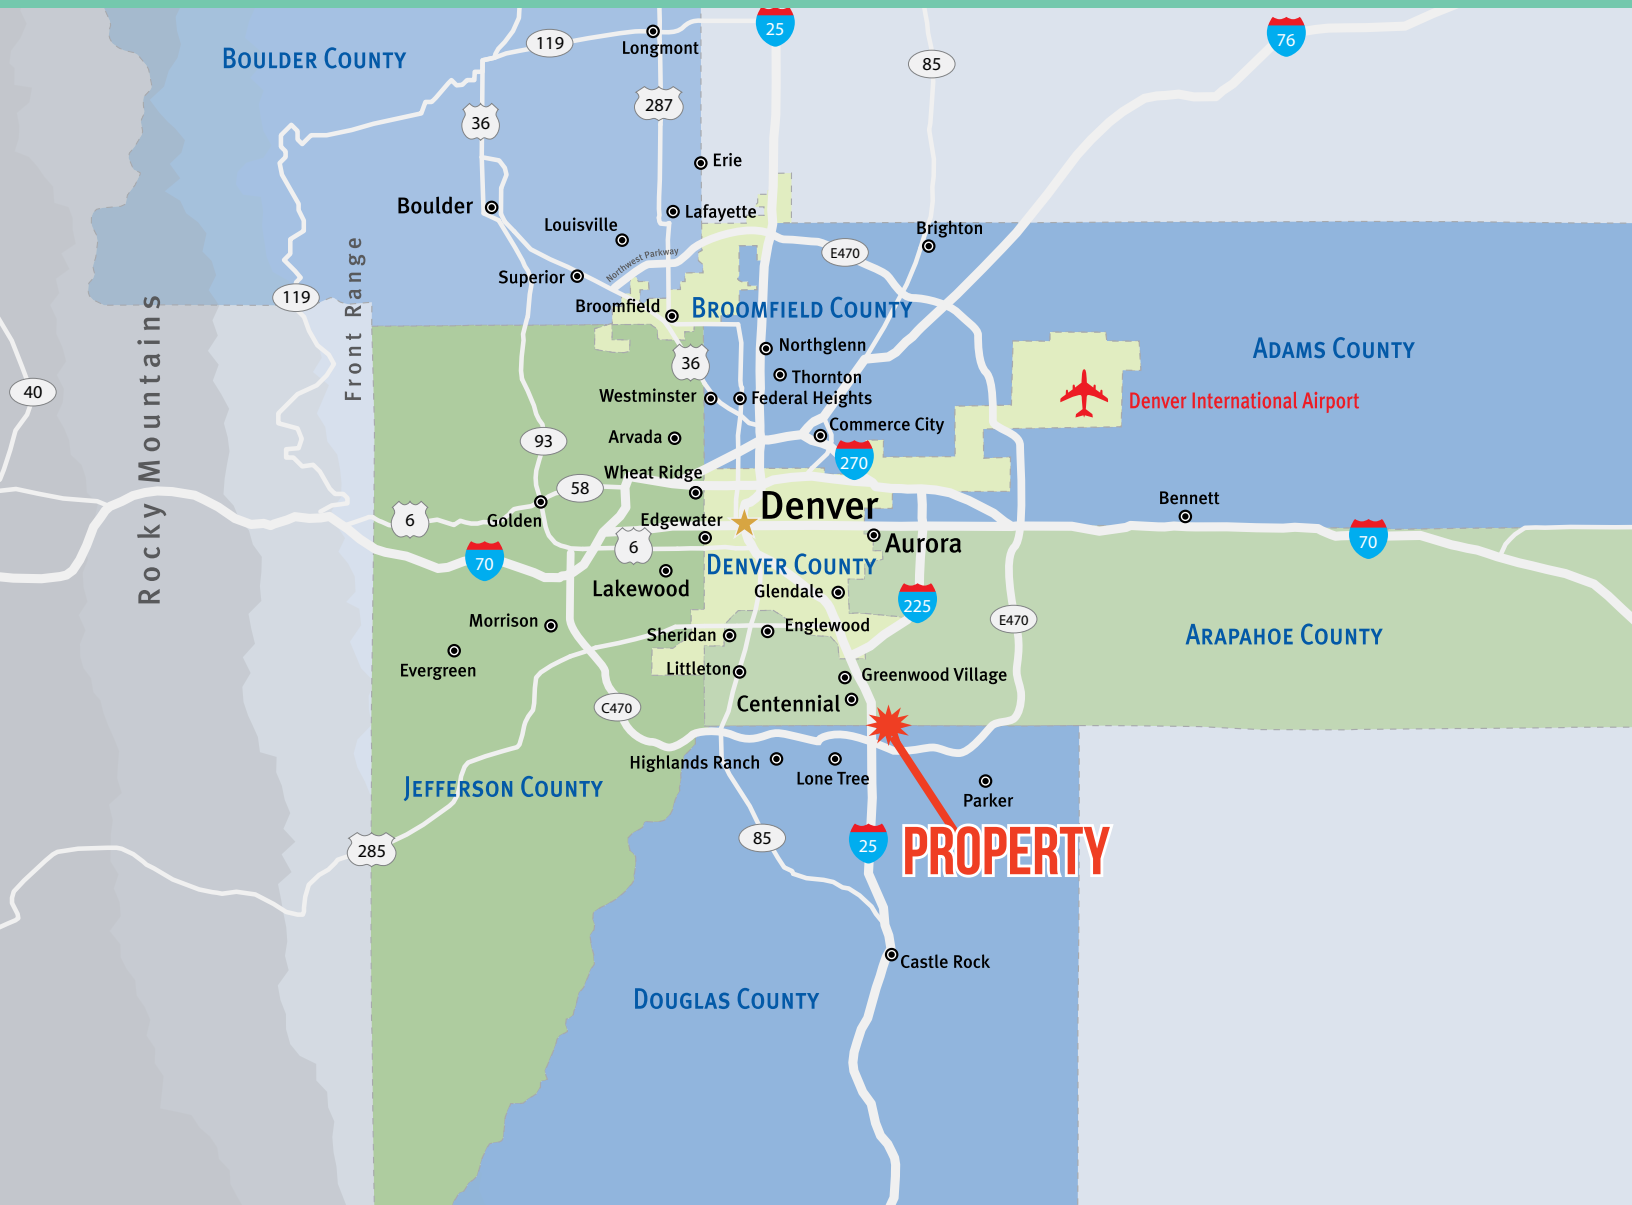 25
76
119
Longmont
BOULDER COUNTY
85
287
36
Erie
Boulder
Lafayette
Louisville
Brighton
Northwest Parkway
E470
Superior
119
Front Range
Rocky Mountains
Broomfield
BROOMFIELD COUNTY
Northglenn
ADAMS COUNTY
36
Thornton
40
Westminster
Federal Heights
Denver International Airport
Commerce City
Arvada
93
270
Wheat Ridge
58
Denver
Bennett
6
Golden
Edgewater
6
Aurora
70
70
DENVER COUNTY
Lakewood
Glendale
225
Morrison
Sheridan
Englewood
E470
ARAPAHOE COUNTY
Evergreen
Littleton
Greenwood Village
C470
Centennial
Highlands Ranch
Lone Tree
JEFFERSON COUNTY
Parker
285
85
25
PROPERTY
Castle Rock
DOUGLAS COUNTY